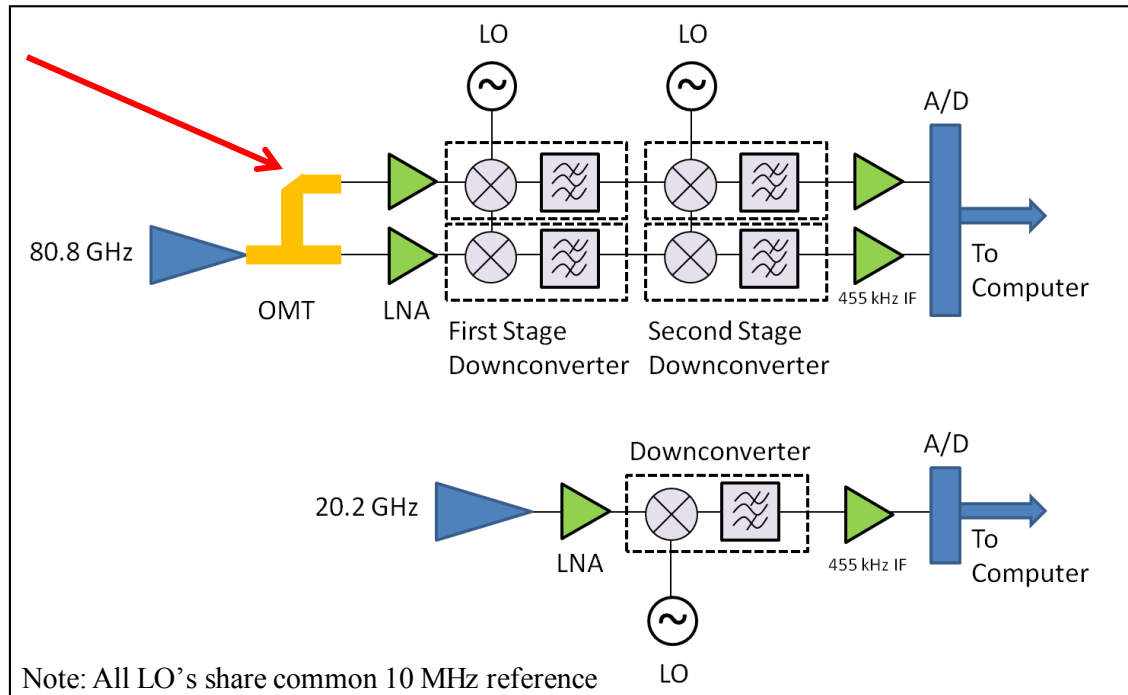 LO
LO
A/D
80.8 GHz
OMT
LNA
455 kHz IF
To
Computer
First Stage
Downconverter
Second Stage
Downconverter
Downconverter
A/D
20.2 GHz
LNA
455 kHz IF
To
Computer
LO
Note: All LO’s share common 10 MHz reference